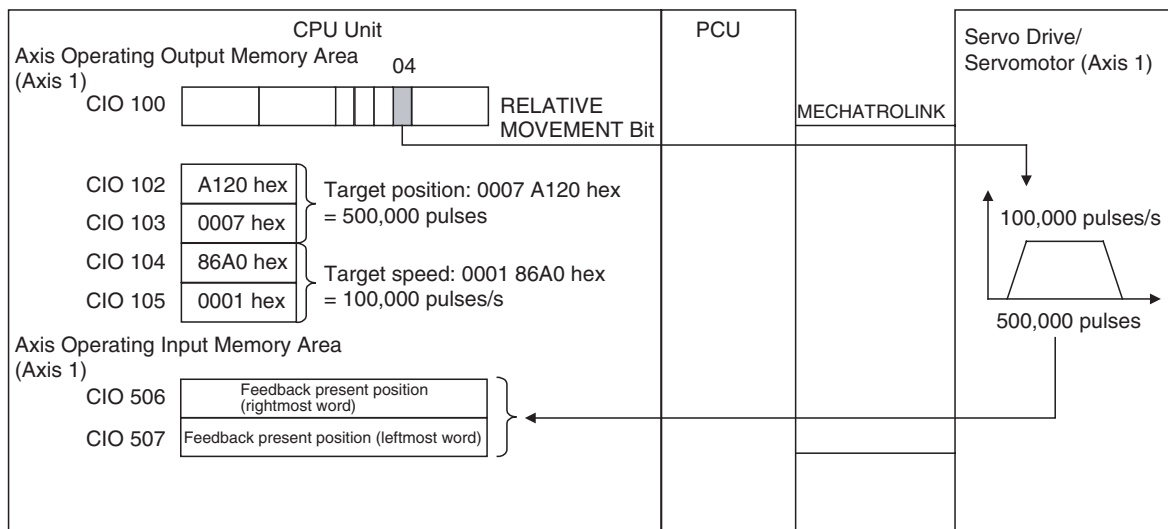 CPU Unit
Axis Operating Output Memory Area
(Axis 1)
04
CIO 100
RELATIVE
MOVEMENT Bit
CIO 102
A120 hex
CIO 103
0007 hex
Target position: 0007 A120 hex
= 500,000 pulses
CIO 104
86A0 hex
CIO 105
0001 hex
Target speed: 0001 86A0 hex
= 100,000 pulses/s
Axis Operating Input Memory Area
(Axis 1)
CIO 506
Feedback present position
(rightmost word)
CIO 507
Feedback present position (leftmost word)
PCU
MECHATROLINK
Servo Drive/
Servomotor (Axis 1)
100,000 pulses/s
500,000 pulses